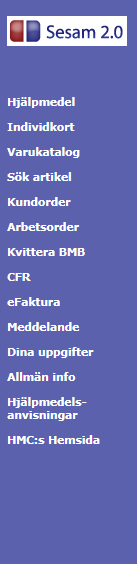 Sesam 2.0
Hjälpmedel
Individkort
Varukatalog
Sök artikel
Kundorder
Arbetsorder
Kvittera BMB
CFR
eFaktura
Meddelande
Dina uppgifter
Allmän info
Hjälpmedels-
anvisningar
HMC:s Hemsida